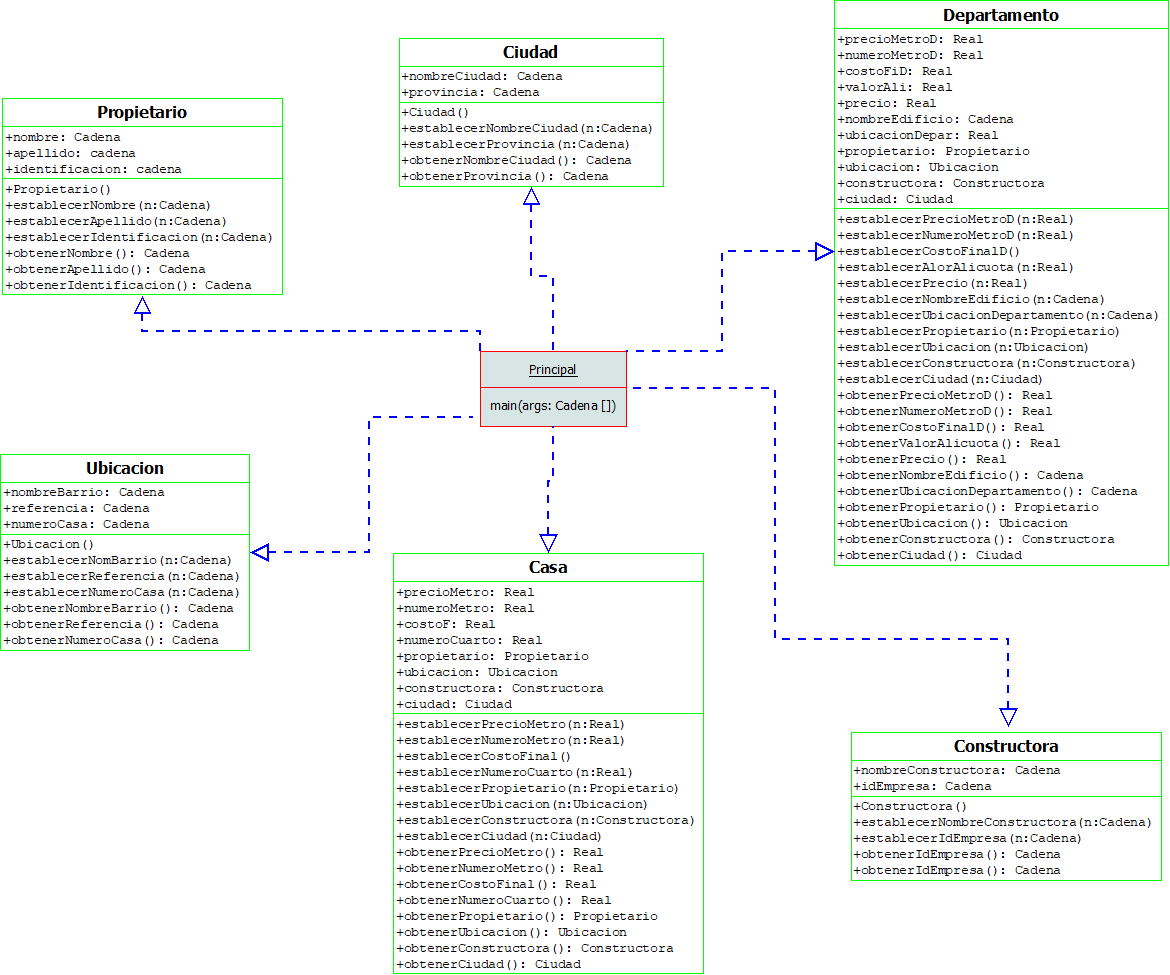 Propietario
+nombre: Cadena
+apellido: cadena
+identificacion: cadena
+Propietario()
+establecerNombre(n:Cadena)
+establecerApellido(n:Cadena)
+establecerIdentificacion(n:Cadena)
+obtenerNombre(): Cadena
+obtenerApellido(): Cadena
+obtenerIdentificacion(): Cadena
Ciudad
+nombreCiudad: Cadena
+provincia: Cadena
+Ciudad()
+establecerNombreCiudad(n:Cadena)
+establecerProvincia(n:Cadena)
+obtenerNombreCiudad(): Cadena
+obtenerProvincia(): Cadena
Departamento
+precioMetroD: Real
+numeroMetroD: Real
+costoFiD: Real
+valorAli: Real
+precio: Real
+nombreEdificio: Cadena
+ubicacionDepar: Real
+propietario: Propietario
+ubicacion: Ubicacion
+constructora: Constructora
+ciudad: Ciudad
+establecerPrecioMetroD(n:Real)
+establecerNumeroMetroD(n:Real)
+establecerCostoFinalD()
+establecerAlorAlicuota(n:Real)
+establecerPrecio(n:Real)
+establecerNombreEdificio(n:Cadena)
+establecerUbicacionDepartamento(n:Cadena)
+establecerPropietario(n:Propietario)
+establecerUbicacion(n:Ubicacion)
+establecerConstructora(n:Constructora)
+establecerCiudad(n:Ciudad)
+obtenerPrecioMetroD(): Real
+obtenerNumeroMetroD(): Real
+obtenerCostoFinalD(): Real
+obtenerValorAlicuota(): Real
+obtenerPrecio(): Real
+obtenerNombreEdificio(): Cadena
+obtenerUbicacionDepartamento(): Cadena
+obtenerPropietario(): Propietario
+obtenerUbicacion(): Ubicacion
+obtenerConstructora(): Constructora
+obtenerCiudad(): Ciudad
Principal
main(args: Cadena [])
Ubicacion
+nombreBarrio: Cadena
+referencia: Cadena
+numeroCasa: Cadena
+Ubicacion()
+establecerNomBarrio(n:Cadena)
+establecerReferencia(n:Cadena)
+establecerNumeroCasa(n:Cadena)
+obtenerNombreBarrio(): Cadena
+obtenerReferencia(): Cadena
+obtenerNumeroCasa(): Cadena
Casa
+precioMetro: Real
+numeroMetro: Real
+costoF: Real
+numeroCuarto: Real
+propietario: Propietario
+ubicacion: Ubicacion
+constructora: Constructora
+ciudad: Ciudad
+establecerPrecioMetro(n:Real)
+establecerNumeroMetro(n:Real)
+establecerCostoFinal()
+establecerNumeroCuarto(n:Real)
+establecerPropietario(n:Propietario)
+establecerUbicacion(n:Ubicacion)
+establecerConstructora(n:Constructora)
+establecerCiudad(n:Ciudad)
+obtenerPrecioMetro(): Real
+obtenerNumeroMetro(): Real
+obtenerCostoFinal(): Real
+obtenerNumeroCuarto(): Real
+obtenerPropietario(): Propietario
+obtenerUbicacion(): Ubicacion
+obtenerConstructora(): Constructora
+obtenerCiudad(): Ciudad
Constructora
+nombreConstructora: Cadena
+idEmpresa: Cadena
+Constructora()
+establecerNombreConstructora(n:Cadena)
+establecerIdEmpresa(n:Cadena)
+obtenerIdEmpresa(): Cadena
+obtenerIdEmpresa(): Cadena